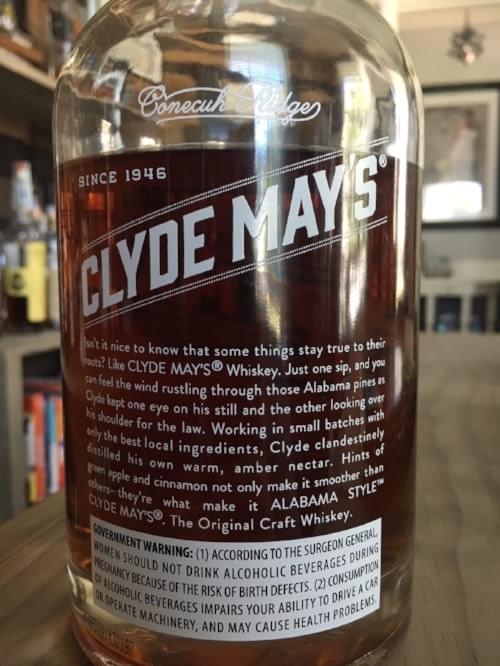 Conecuh Ridge
SINCE 1946
CLYDE MAY'S®
Isn't it nice to know that some things stay true to their
roots? Like CLYDE MAY'S® Whiskey. Just one sip, and you
can feel the wind rustling through those Alabama pines as
Clyde kept one eye on his still and the other looking over
his shoulder for the law. Working in small batches with
only the best local ingredients, Clyde clandestinely
distilled his own warm, amber nectar. Hints of
green apple and cinnamon not only make it smoother than
others– they're what make it ALABAMA STYLE™
CLYDE MAY'S®. The Original Craft Whiskey.
GOVERNMENT WARNING: (1) ACCORDING TO THE SURGEON GENERAL,
WOMEN SHOULD NOT DRINK ALCOHOLIC BEVERAGES DURING
PREGNANCY BECAUSE OF THE RISK OF BIRTH DEFECTS. (2) CONSUMPTION
OF ALCOHOLIC BEVERAGES IMPAIRS YOUR ABILITY TO DRIVE A CAR
OR OPERATE MACHINERY, AND MAY CAUSE HEALTH PROBLEMS.